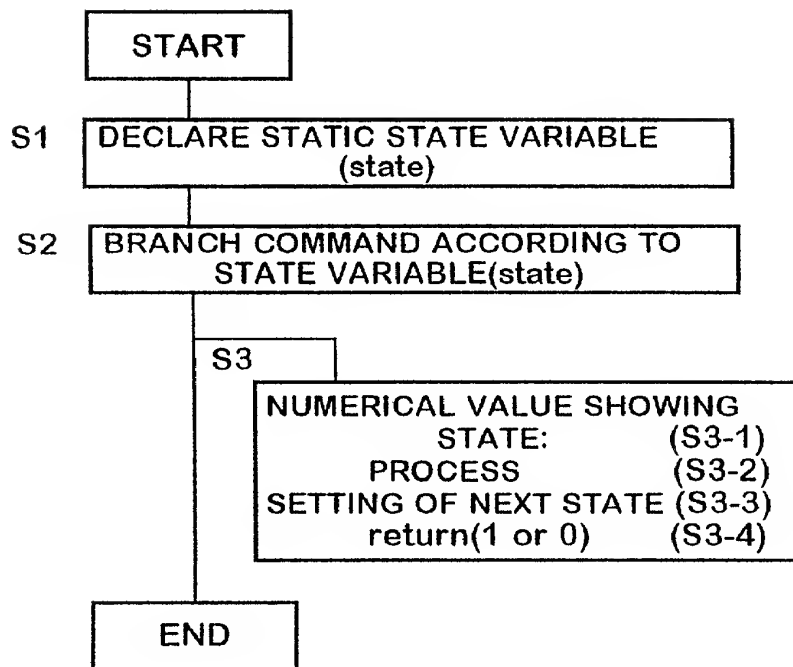 START
S1 DECLARE STATIC STATE VARIABLE
(state)
S2 BRANCH COMMAND ACCORDING TO
STATE VARIABLE(state)
S3
NUMERICAL VALUE SHOWING
STATE: (S3-1)
PROCESS (S3-2)
SETTING OF NEXT STATE (S3-3)
return(1 or 0) (S3-4)
END